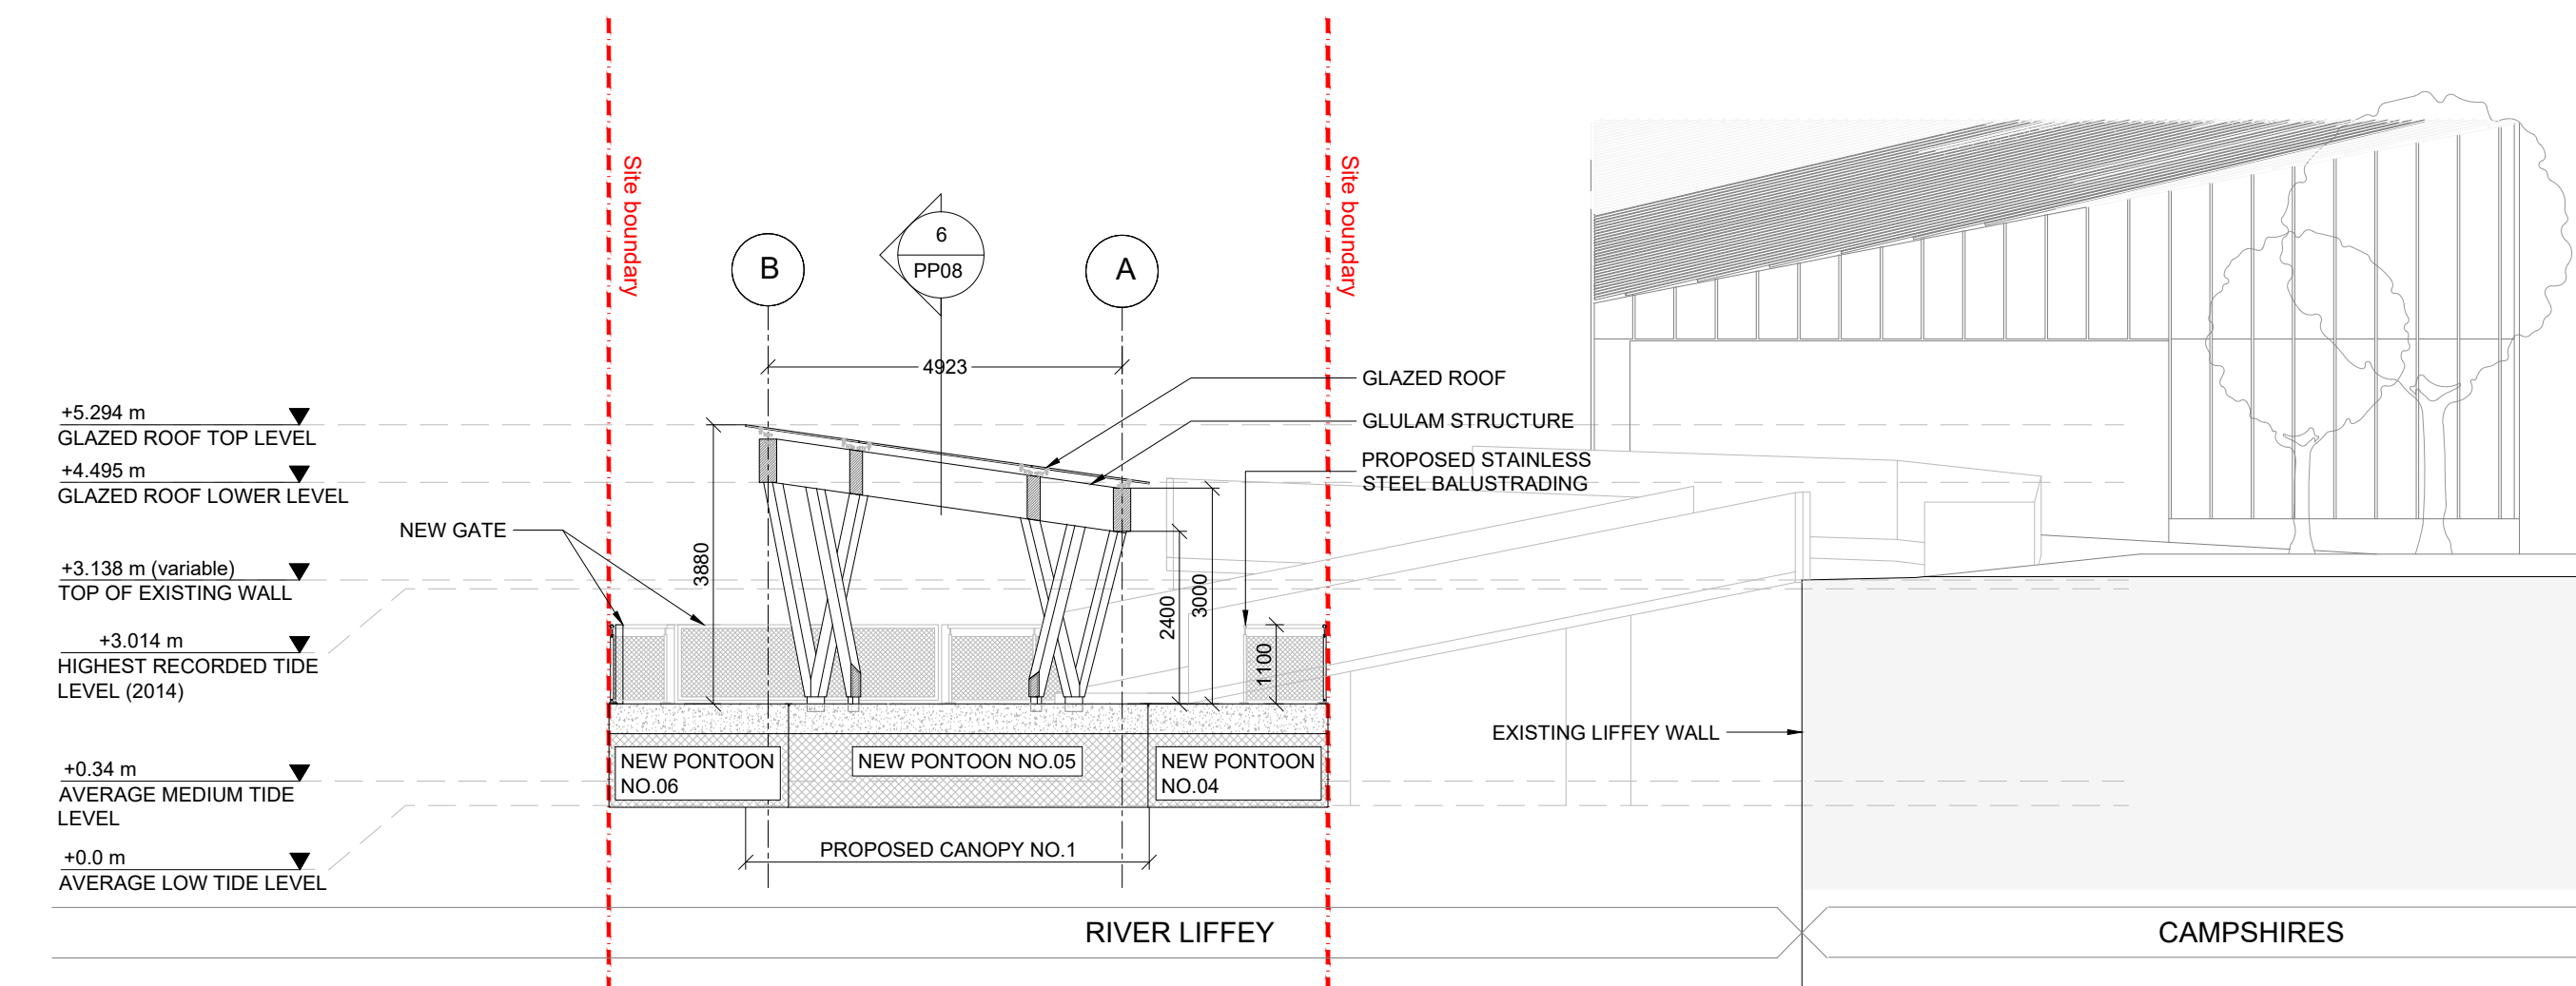 Site boundary
Site boundary
6
PP08
B
A
4923
GLAZED ROOF
GLULAM STRUCTURE
PROPOSED STAINLESS
STEEL BALUSTRADING
+5.294 m
GLAZED ROOF TOP LEVEL
+4.495 m
GLAZED ROOF LOWER LEVEL
NEW GATE
+3.138 m (variable)
TOP OF EXISTING WALL
+3.014 m
HIGHEST RECORDED TIDE
LEVEL (2014)
3880
2400
3000
1100
EXISTING LIFFEY WALL
NEW PONTOON
NO.06
NEW PONTOON NO.05
NEW PONTOON
NO.04
+0.34 m
AVERAGE MEDIUM TIDE
LEVEL
PROPOSED CANOPY NO.1
+0.0 m
AVERAGE LOW TIDE LEVEL
RIVER LIFFEY
CAMPSHIRES